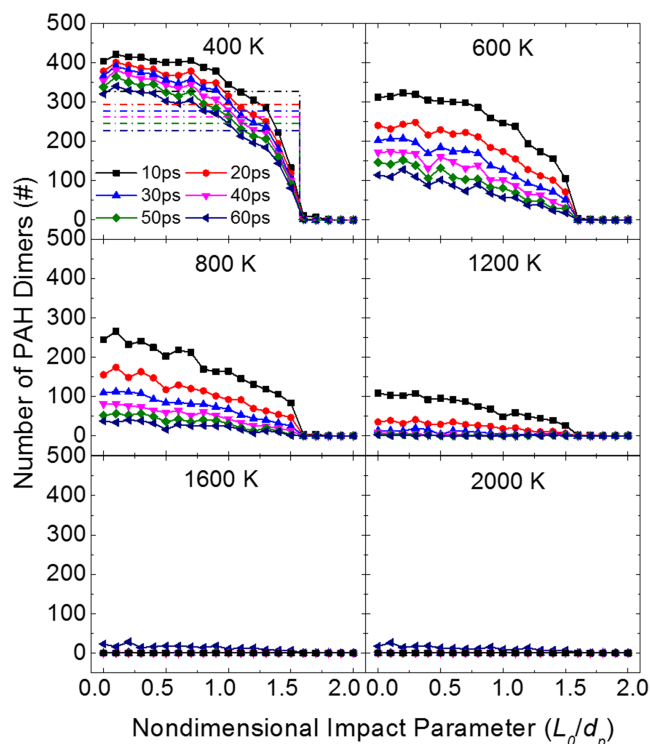 Number of PAH Dimers (#)
500
400
300
200
100
0
400 K
10ps 20ps
30ps 40ps
50ps 60ps
600 K
500
400
300
200
100
0
800 K
1200 K
500
400
300
200
100
0
1600 K
2000 K
0.0 0.5 1.0 1.5 2.0 0.0 0.5 1.0 1.5 2.0
Nondimensional Impact Parameter (L₀/dₚ)